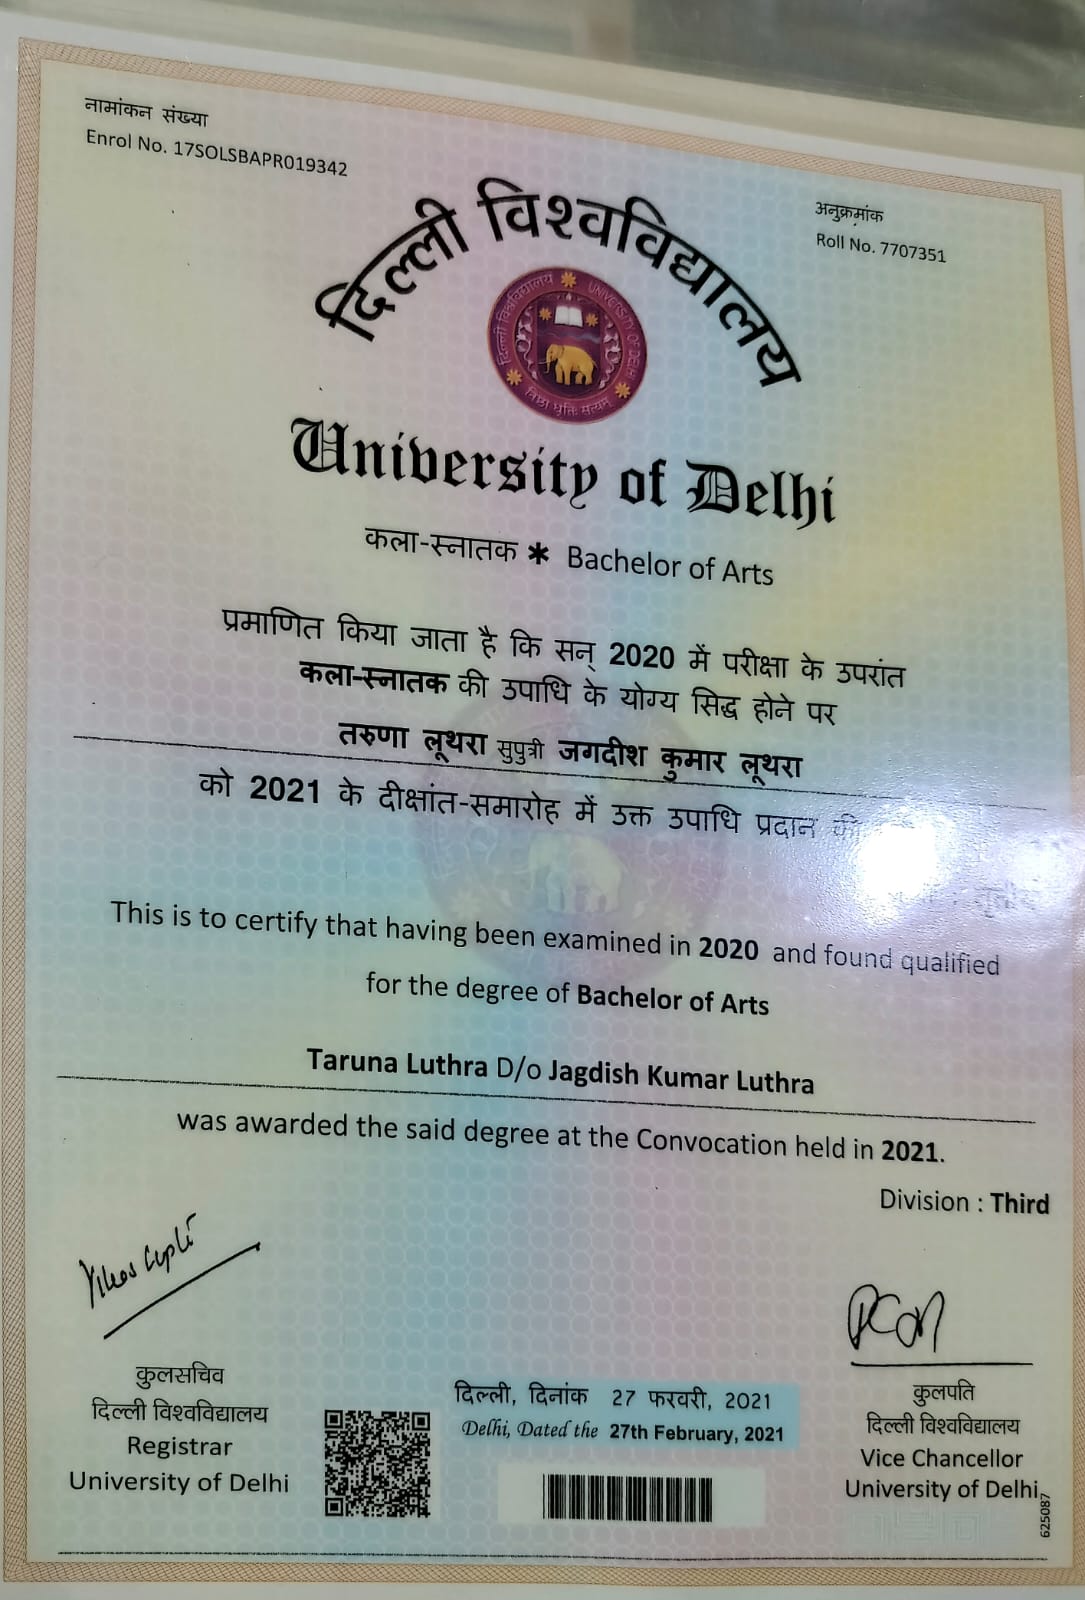 नामांकन संख्या
Enrol No. 17SOLSBAPR019342
अनुक्रमांक
Roll No. 7707351
दिल्ली विश्वविद्यालय
दिल्ली विश्वविद्यालय UNIVERSITY OF DELHI
निष्ठा धृतिः सत्यम्
University of Delhi
कला-स्नातक * Bachelor of Arts
प्रमाणित किया जाता है कि सन् 2020 में परीक्षा के उपरांत
कला-स्नातक की उपाधि के योग्य सिद्ध होने पर
तरुणा लूथरा सुपुत्री जगदीश कुमार लूथरा
को 2021 के दीक्षांत-समारोह में उक्त उपाधि प्रदान की
This is to certify that having been examined in 2020 and found qualified
for the degree of Bachelor of Arts
Taruna Luthra D/o Jagdish Kumar Luthra
was awarded the said degree at the Convocation held in 2021.
Division : Third
कुलसचिव
दिल्ली विश्वविद्यालय
Registrar
University of Delhi
दिल्ली, दिनांक 27 फरवरी, 2021
Delhi, Dated the 27th February, 2021
कुलपति
दिल्ली विश्वविद्यालय
Vice Chancellor
University of Delhi
625087